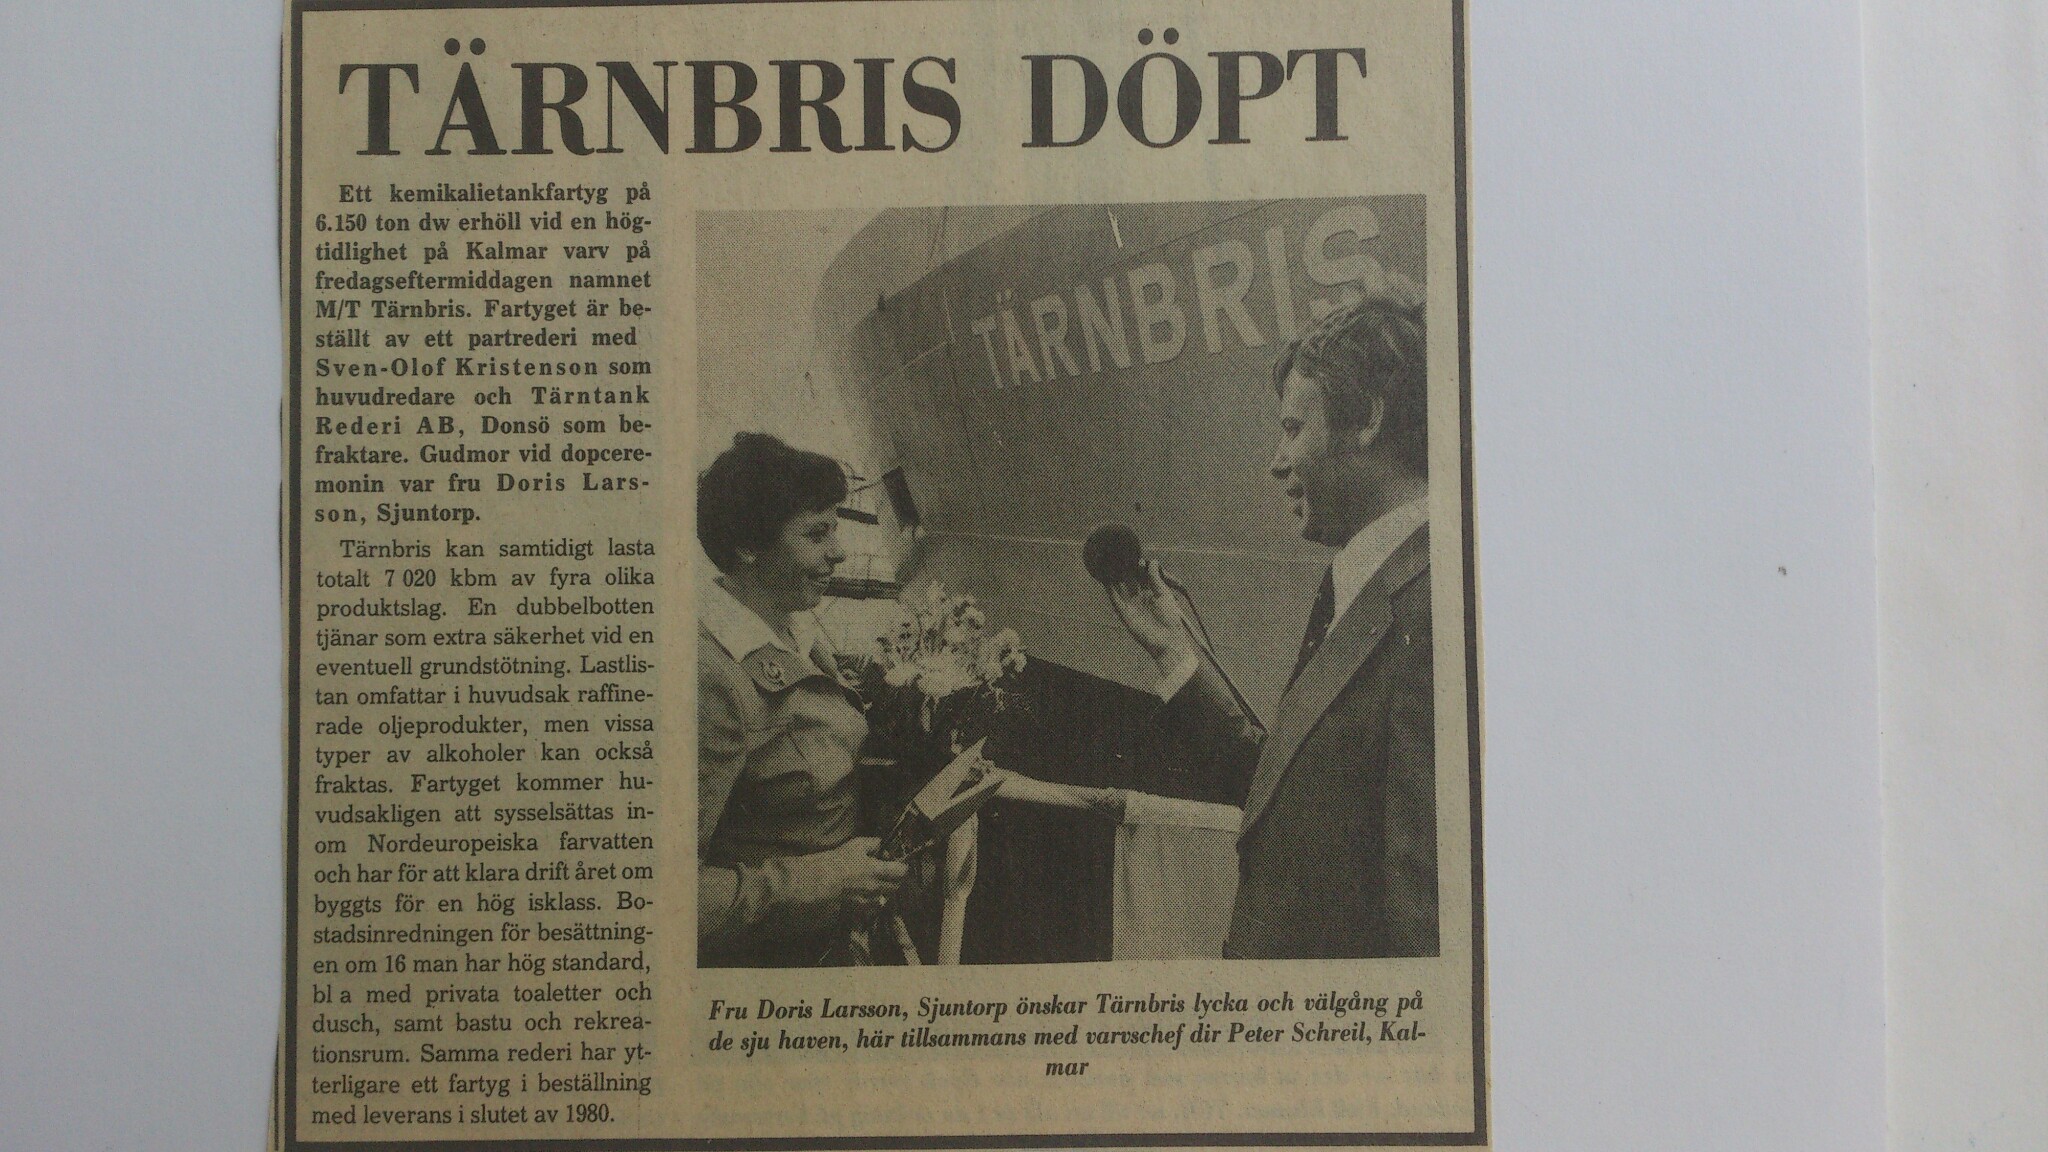 TÄRNBRIS DÖPT
Ett kemikalietankfartyg på
6.150 ton dw erhöll vid en hög-
tidlighet på Kalmar varv på
fredagseftermiddagen namnet
M/T Tärnbris. Fartyget är be-
ställt av ett partrederi med
Sven-Olof Kristenson som
huvudredare och Tärntank
Rederi AB, Donsö som be-
fraktare. Gudmor vid dopcere-
monin var fru Doris Lars-
son, Sjuntorp.
Tärnbris kan samtidigt lasta
totalt 7 020 kbm av fyra olika
produktslag. En dubbelbotten
tjänar som extra säkerhet vid en
eventuell grundstötning. Lastlis-
tan omfattar i huvudsak raffine-
rade oljeprodukter, men vissa
typer av alkoholer kan också
fraktas. Fartyget kommer hu-
vudsakligen att sysselsättas in-
om Nordeuropeiska farvatten
och har för att klara drift året om
byggts för en hög isklass. Bo-
stadsinredningen för besättning-
en om 16 man har hög standard,
bl a med privata toaletter och
dusch, samt bastu och rekrea-
tionsrum. Samma rederi har yt-
terligare ett fartyg i beställning
med leverans i slutet av 1980.
TÄRNBRIS
Fru Doris Larsson, Sjuntorp önskar Tärnbris lycka och välgång på
de sju haven, här tillsammans med varvschef dir Peter Schreil, Kal-
mar